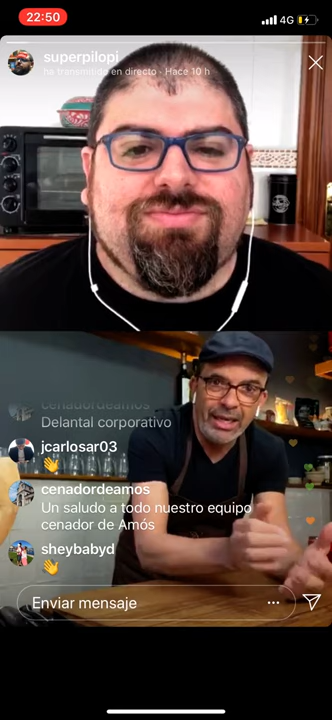 22:50
4G
superpilopi
ha transmitido en directo · Hace 10 h
cenadordeamos
Delantal corporativo
jcarlosar03
👋
cenadordeamos
Un saludo a todo nuestro equipo
cenador de Amós
sheybabyd
👋
Enviar mensaje